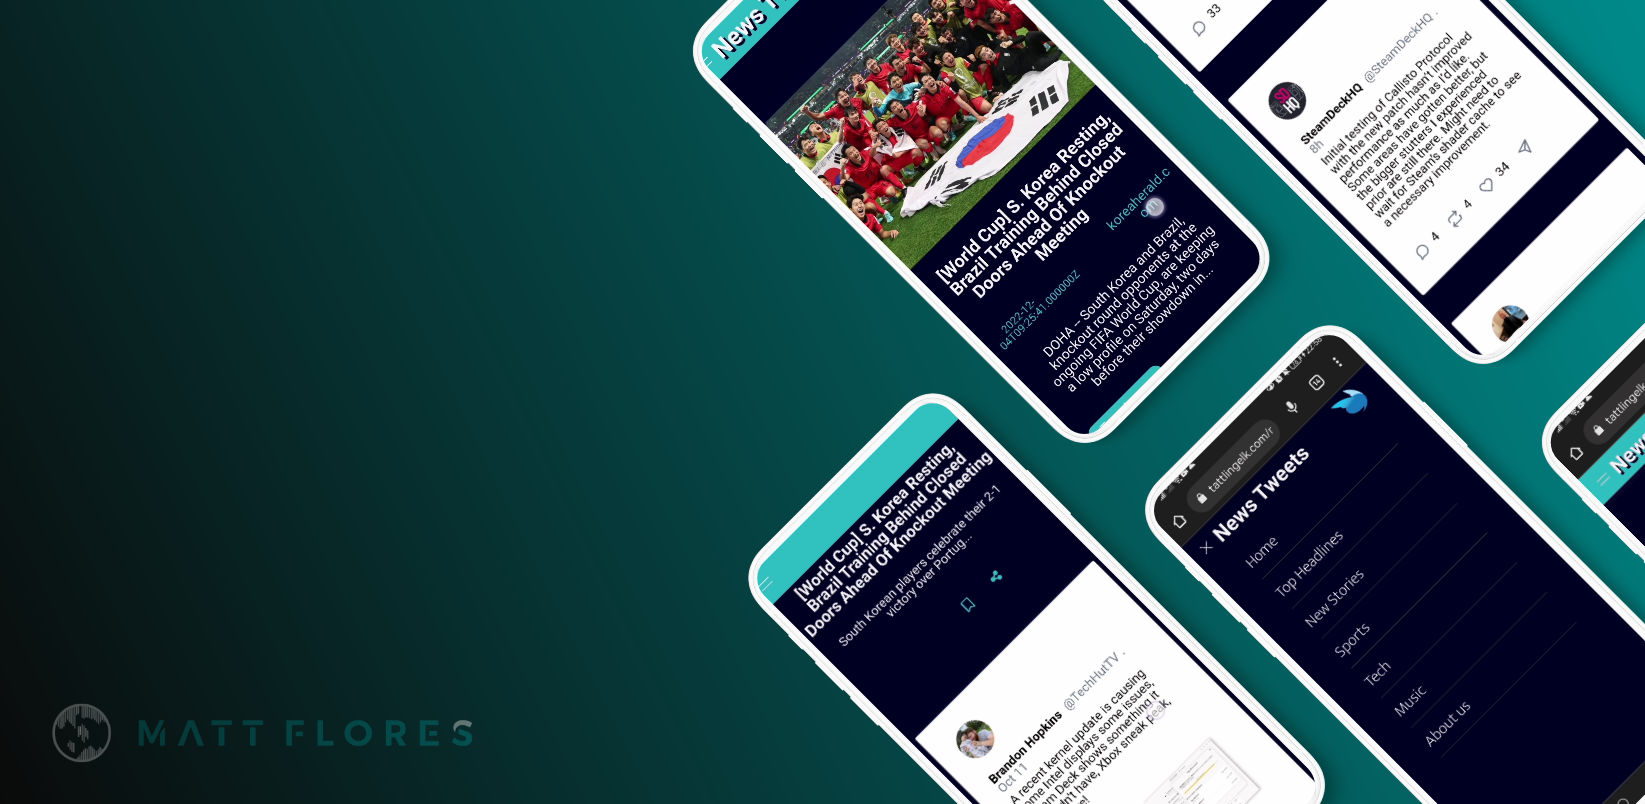 News T
[World Cup] S. Korea Resting,
Brazil Training Behind Closed
Doors Ahead Of Knockout
Meeting
koreaherald.c
om
2022-12-
04T09:25:41.000000Z
DOHA – South Korea and Brazil,
knockout round opponents at the
ongoing FIFA World Cup, are keeping
a low profile on Saturday, two days
before their showdown in...
33
SDHQ
SteamDeckHQ @SteamDeckHQ ·
8h
Initial testing of Callisto Protocol
with the new patch hasn't improved
performance as much as I'd like.
Some areas have gotten better, but
the bigger stutters I experienced
prior are still there. Might need to
wait for Steam's shader cache to see
a necessary improvement.
4 4 34
[World Cup] S. Korea Resting,
Brazil Training Behind Closed
Doors Ahead Of Knockout Meeting
South Korean players celebrate their 2-1
victory over Portug...
Brandon Hopkins @TechHutTV ·
Oct 11
A recent kernel update is causing
some Intel displays some issues,
Deck shows something it
have, Xbox sneak peak,
22:58
14
tattlingelk.com/r
News Tweets
Home
Top Headlines
New Stories
Sports
Tech
Music
About us
tattlingelk
News
MATT FLORES